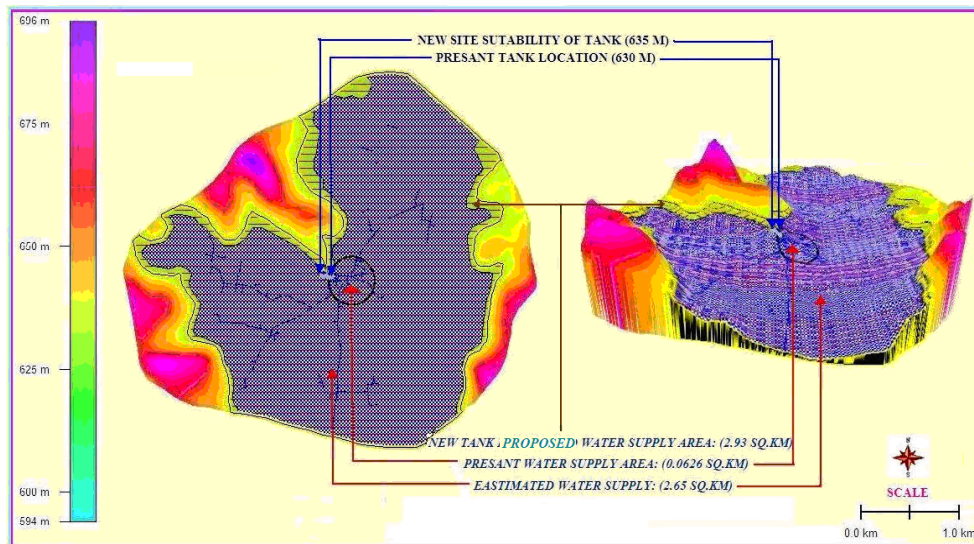 696 m
NEW SITE SUTABILITY OF TANK (635 M)
PRESANT TANK LOCATION (630 M)
675 m
650 m
625 m
NEW TANK PROPOSED WATER SUPPLY AREA: (2.93 SQ.KM)
PRESANT WATER SUPPLY AREA: (0.0626 SQ.KM)
EASTIMATED WATER SUPPLY: (2.65 SQ.KM)
600 m
594 m
SCALE
0.0 km 1.0 km